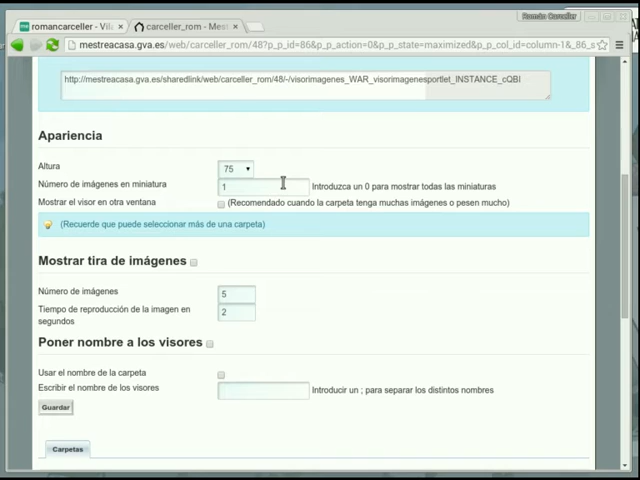 Román Carceller
romancarceller - Vil
carceller_rom - Mest
mestreacasa.gva.es/web/carceller_rom/48?p_p_id=86&p_p_action=0&p_p_state=maximized&p_p_col_id=column-1&_86_s
http://mestreacasa.gva.es/sharedlink/web/carceller_rom/48/-/visorimagenes_WAR_visorimagenesportlet_INSTANCE_cQBI
Apariencia
Altura 75
Número de imágenes en miniatura 1 Introduzca un 0 para mostrar todas las miniaturas
Mostrar el visor en otra ventana (Recomendado cuando la carpeta tenga muchas imágenes o pesen mucho)
(Recuerde que puede seleccionar más de una carpeta)
Mostrar tira de imágenes
Número de imágenes 5
Tiempo de reproducción de la imagen en 2
segundos
Poner nombre a los visores
Usar el nombre de la carpeta
Escribir el nombre de los visores Introducir un ; para separar los distintos nombres
Guardar
Carpetas